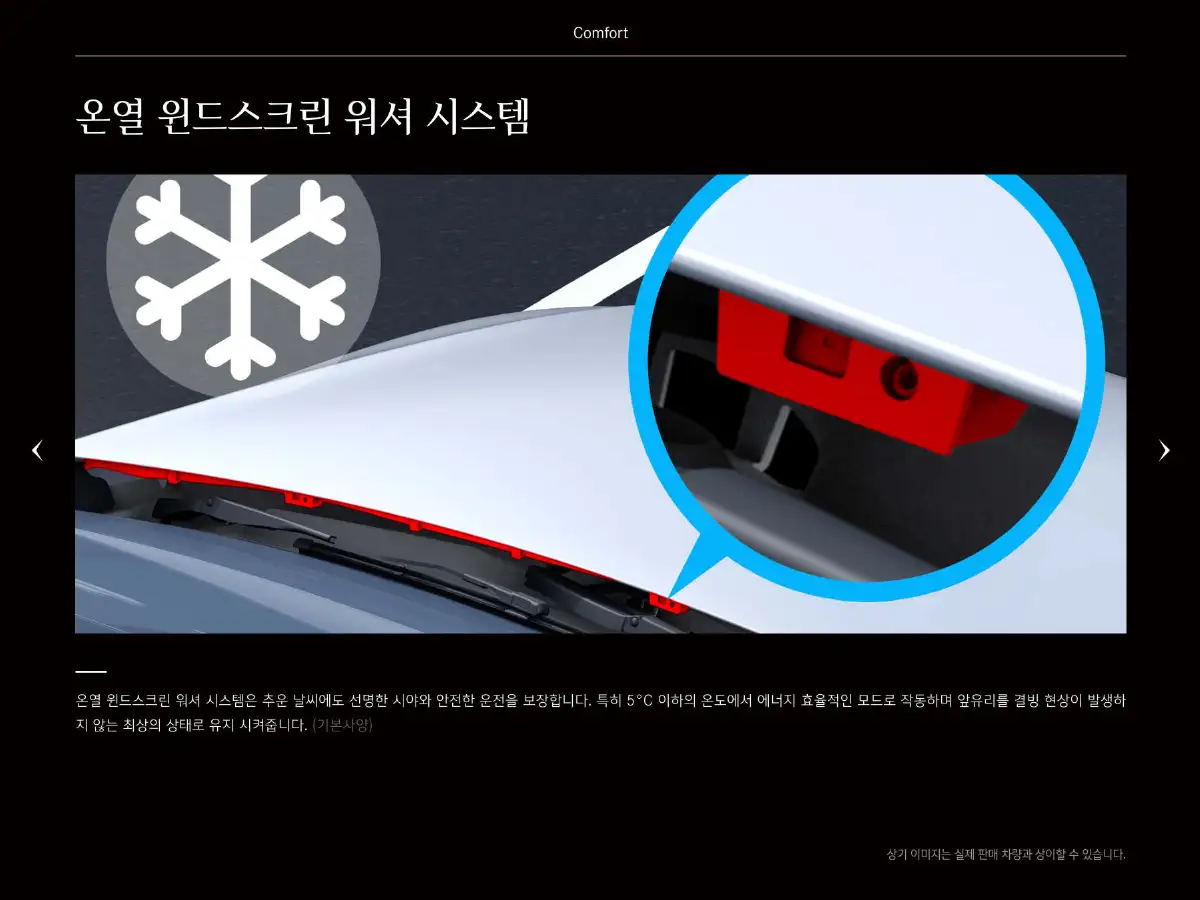 Comfort
온열 윈드스크린 워셔 시스템
온열 윈드스크린 워셔 시스템은 추운 날씨에도 선명한 시야와 안전한 운전을 보장합니다. 특히 5°C 이하의 온도에서 에너지 효율적인 모드로 작동하며 앞유리를 결빙 현상이 발생하
지 않는 최상의 상태로 유지 시켜줍니다. (기본사양)
상기 이미지는 실제 판매 차량과 상이할 수 있습니다.